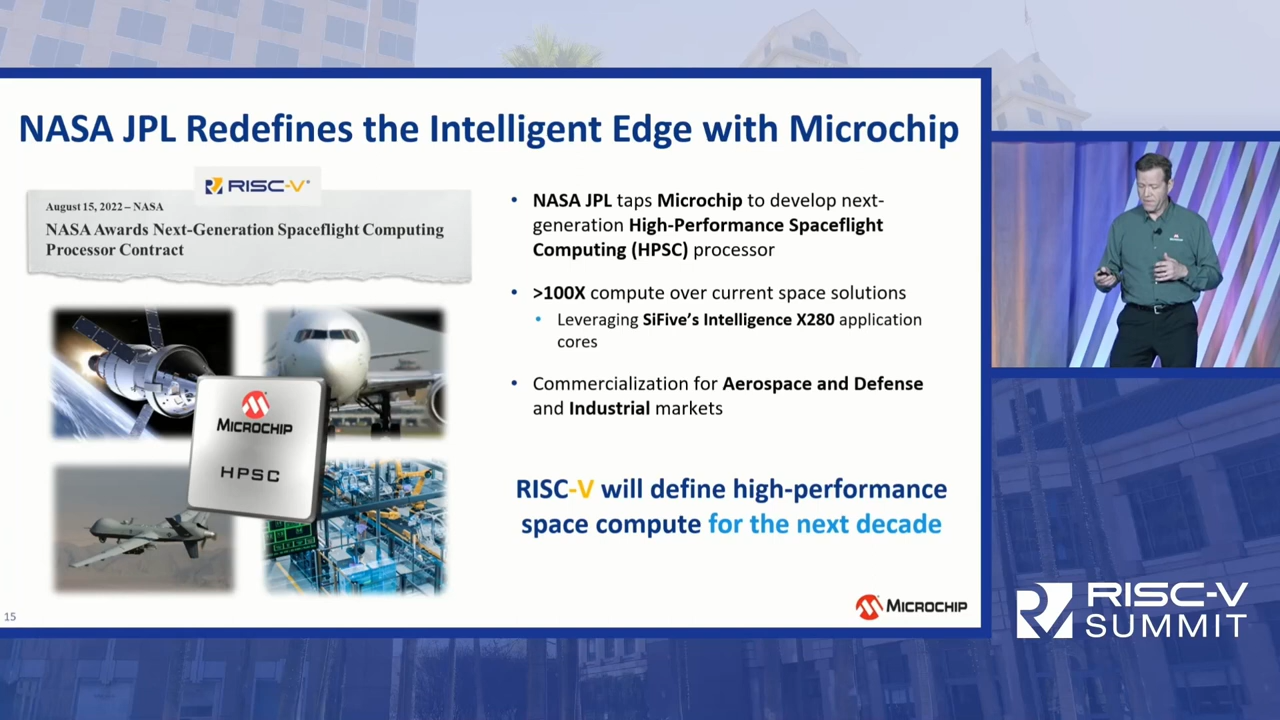 NASA JPL Redefines the Intelligent Edge with Microchip
RISC-V®
August 15, 2022 – NASA
NASA Awards Next-Generation Spaceflight Computing
Processor Contract
MICROCHIP
HPSC
• NASA JPL taps Microchip to develop next-
generation High-Performance Spaceflight
Computing (HPSC) processor
• >100X compute over current space solutions
• Leveraging SiFive's Intelligence X280 application
cores
• Commercialization for Aerospace and Defense
and Industrial markets
RISC-V will define high-performance
space compute for the next decade
MICROCHIP
15
RISC-V
SUMMIT